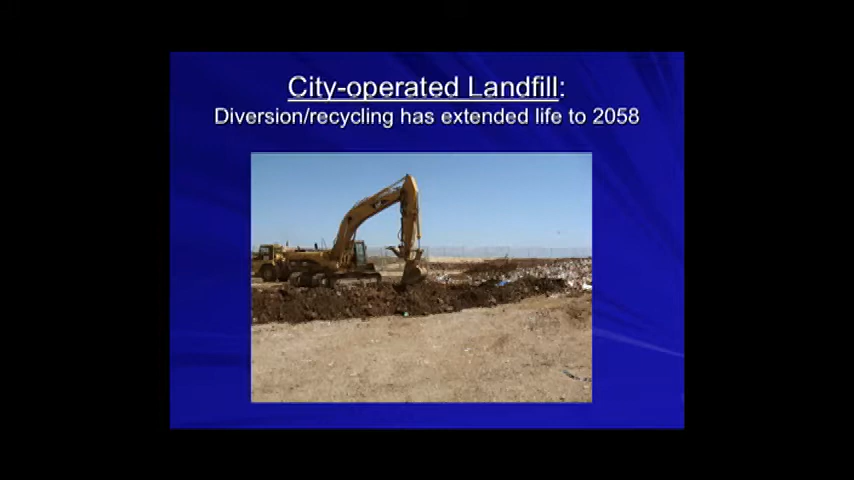 City-operated Landfill:
Diversion/recycling has extended life to 2058